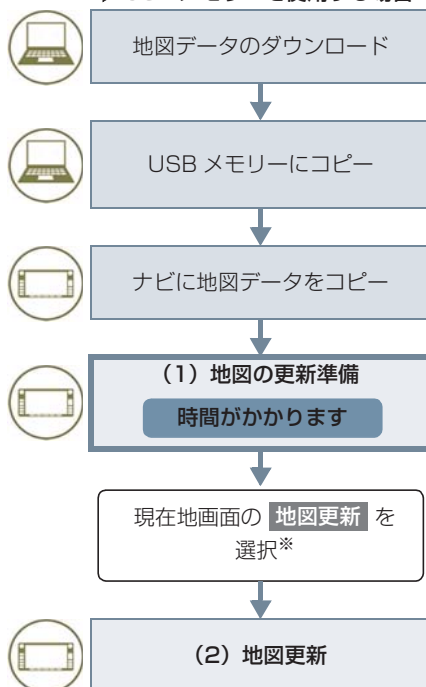 地図データのダウンロード
USB メモリーにコピー
ナビに地図データをコピー
（1）地図の更新準備
時間がかかります
現在地画面の 地図更新 を
選択※
（2）地図更新